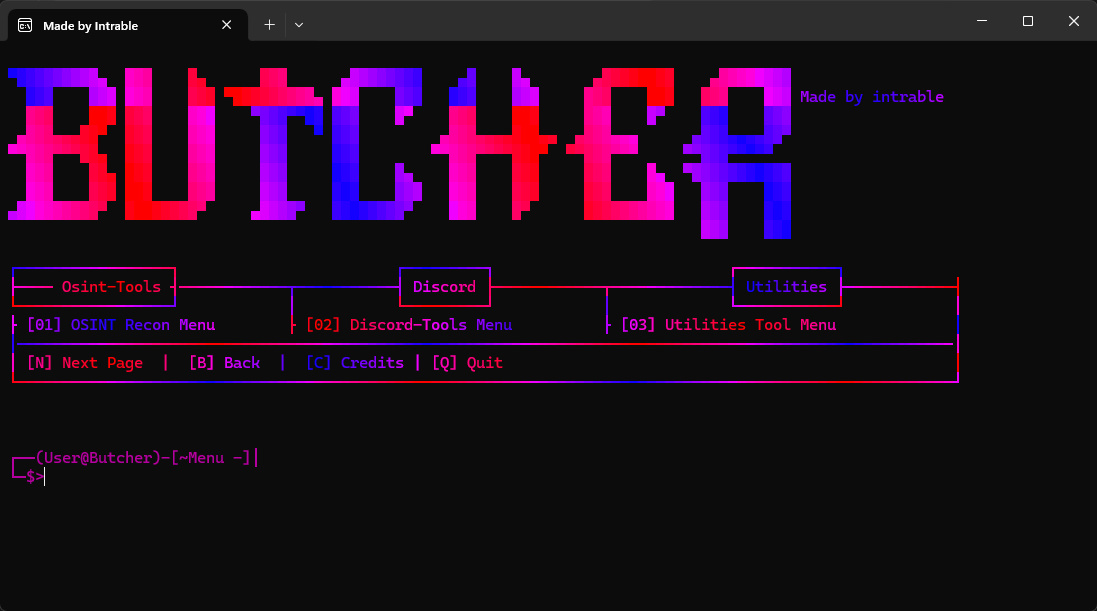 Made by Intrable
BUTCHER
Made by intrable
Osint-Tools Discord Utilities
[01] OSINT Recon Menu [02] Discord-Tools Menu [03] Utilities Tool Menu
[N] Next Page | [B] Back | [C] Credits | [Q] Quit
(User@Butcher)-[~Menu -]
$>